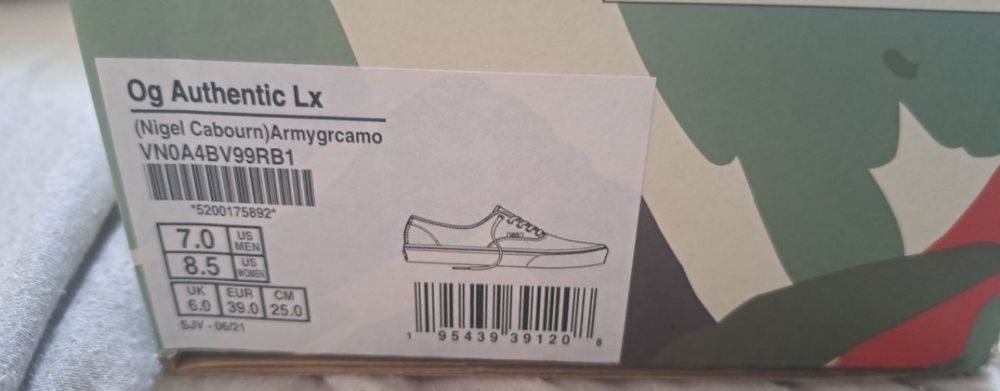 Og Authentic Lx
(Nigel Cabourn)Armygrcamo
VN0A4BV99RB1
*5200175892*
7.0 US MEN
8.5 US WOMEN
UK EUR CM
6.0 39.0 25.0
SJV - 06/21
1 95439 39120 8